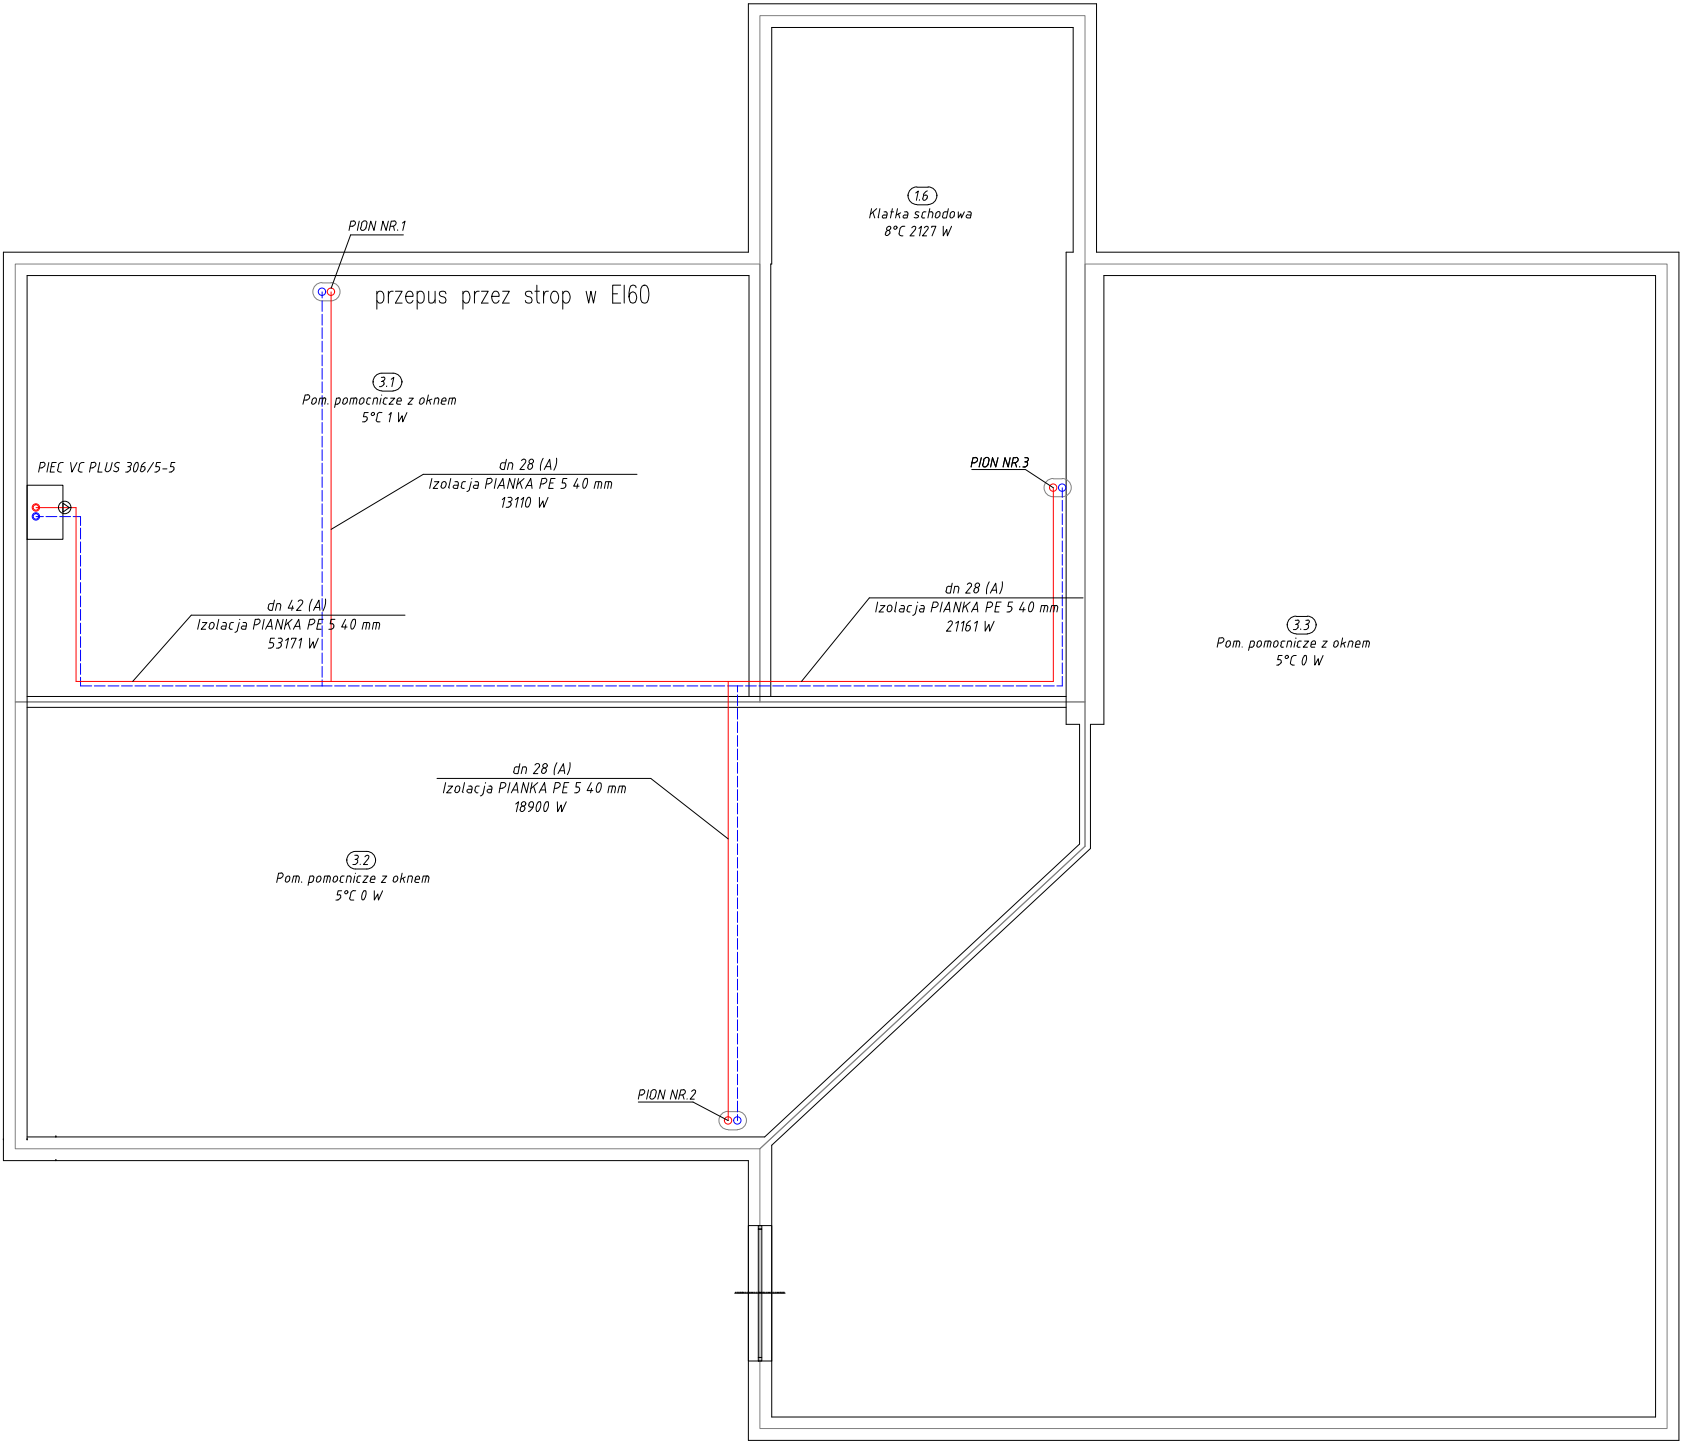 1.6
Klatka schodowa
8°C 2127 W
PION NR.1
przepus przez strop w EI60
3.1
Pom. pomocnicze z oknem
5°C 1 W
PIEC VC PLUS 306/5-5
dn 28 (A)
Izolacja PIANKA PE 5 40 mm
13110 W
PION NR.3
dn 42 (A)
Izolacja PIANKA PE 5 40 mm
53171 W
dn 28 (A)
Izolacja PIANKA PE 5 40 mm
21161 W
3.3
Pom. pomocnicze z oknem
5°C 0 W
dn 28 (A)
Izolacja PIANKA PE 5 40 mm
18900 W
3.2
Pom. pomocnicze z oknem
5°C 0 W
PION NR.2